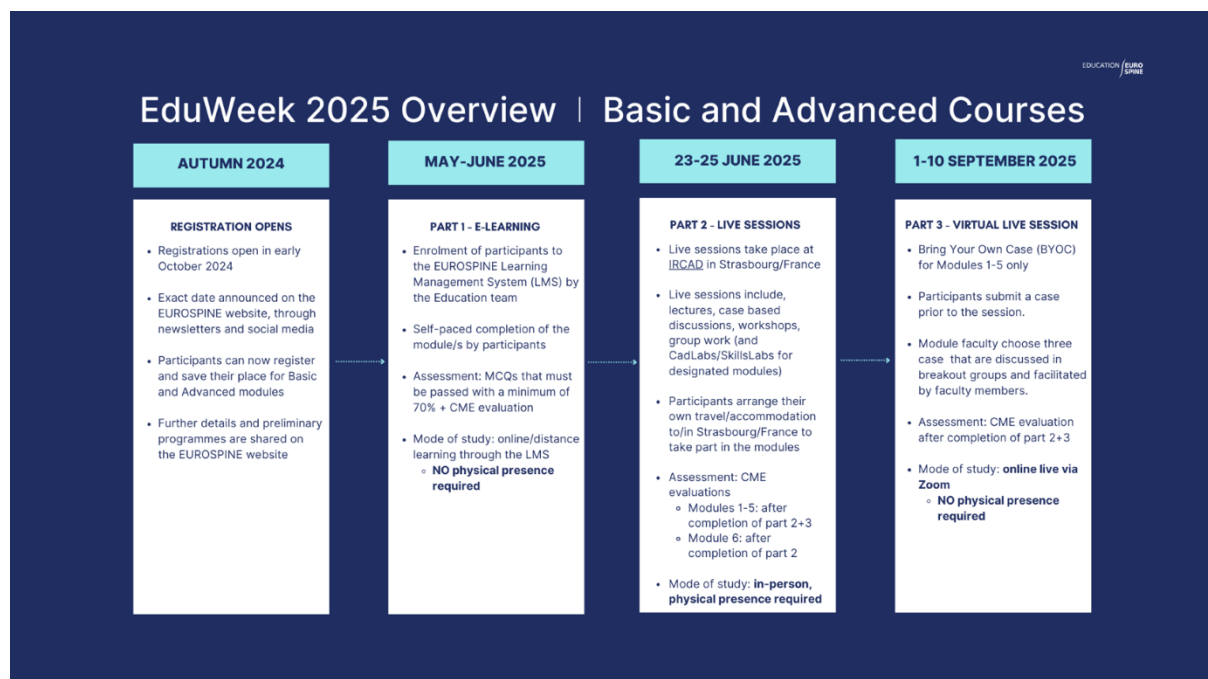 EDUCATION EURO
SPINE
EduWeek 2025 Overview | Basic and Advanced Courses
AUTUMN 2024
REGISTRATION OPENS
• Registrations open in early
October 2024
• Exact date announced on the
EUROSPINE website, through
newsletters and social media
• Participants can now register
and save their place for Basic
and Advanced modules
• Further details and preliminary
programmes are shared on
the EUROSPINE website
MAY-JUNE 2025
PART 1 - E-LEARNING
• Enrolment of participants to
the EUROSPINE Learning
Management System (LMS) by
the Education team
• Self-paced completion of the
module/s by participants
• Assessment: MCQs that must
be passed with a minimum of
70% + CME evaluation
• Mode of study: online/distance
learning through the LMS
◦ NO physical presence
required
23-25 JUNE 2025
PART 2 - LIVE SESSIONS
• Live sessions take place at
IRCAD in Strasbourg/France
• Live sessions include,
lectures, case based
discussions, workshops,
group work (and
CadLabs/SkillsLabs for
designated modules)
• Participants arrange their
own travel/accommodation
to/in Strasbourg/France to
take part in the modules
• Assessment: CME
evaluations
◦ Modules 1-5: after
completion of part 2+3
◦ Module 6: after
completion of part 2
• Mode of study: in-person,
physical presence required
1-10 SEPTEMBER 2025
PART 3 - VIRTUAL LIVE SESSION
• Bring Your Own Case (BYOC)
for Modules 1-5 only
• Participants submit a case
prior to the session.
• Module faculty choose three
case that are discussed in
breakout groups and facilitated
by faculty members.
• Assessment: CME evaluation
after completion of part 2+3
• Mode of study: online live via
Zoom
◦ NO physical presence
required